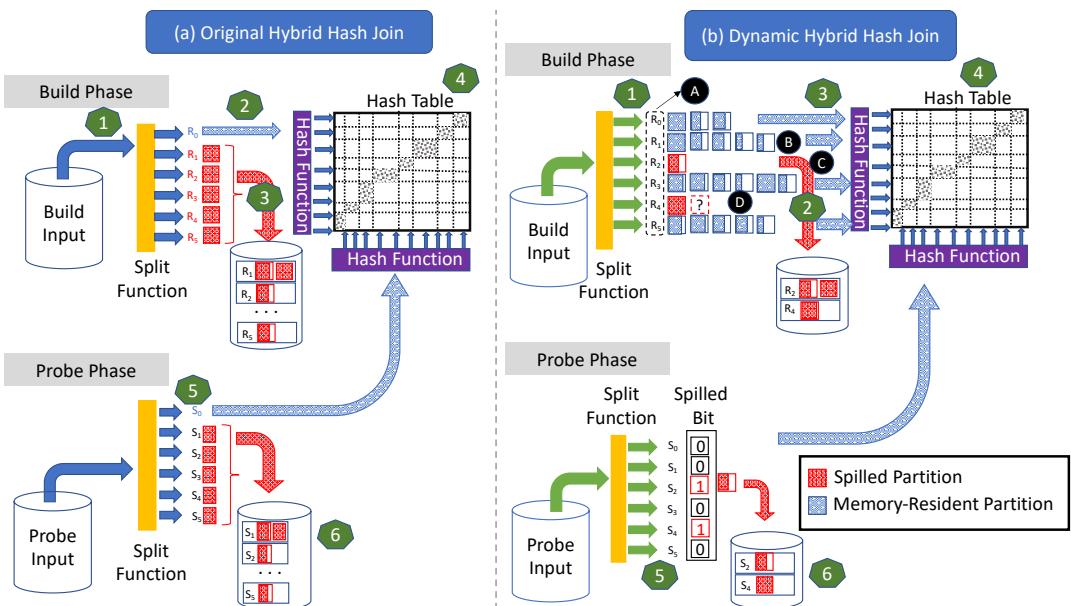 (a) Original Hybrid Hash Join
Build Phase
1
2
4
Hash Table
R0
R1
R2
R3
R4
R5
3
Hash Function
Hash Function
Build Input
Split Function
R1
R2
. . .
R5
Probe Phase
5
S0
S1
S2
S3
S4
S5
Probe Input
Split Function
S1
S2
. . .
S5
6
(b) Dynamic Hybrid Hash Join
Build Phase
1
A
3
4
Hash Table
R0
R1
R2
R3
R4
R5
B
C
D
?
2
Hash Function
Hash Function
Build Input
Split Function
R2
R4
Probe Phase
Split Function
Spilled Bit
S0 0
S1 0
S2 1
S3 0
S4 1
S5 0
Probe Input
5
S2
S4
6
Spilled Partition
Memory-Resident Partition